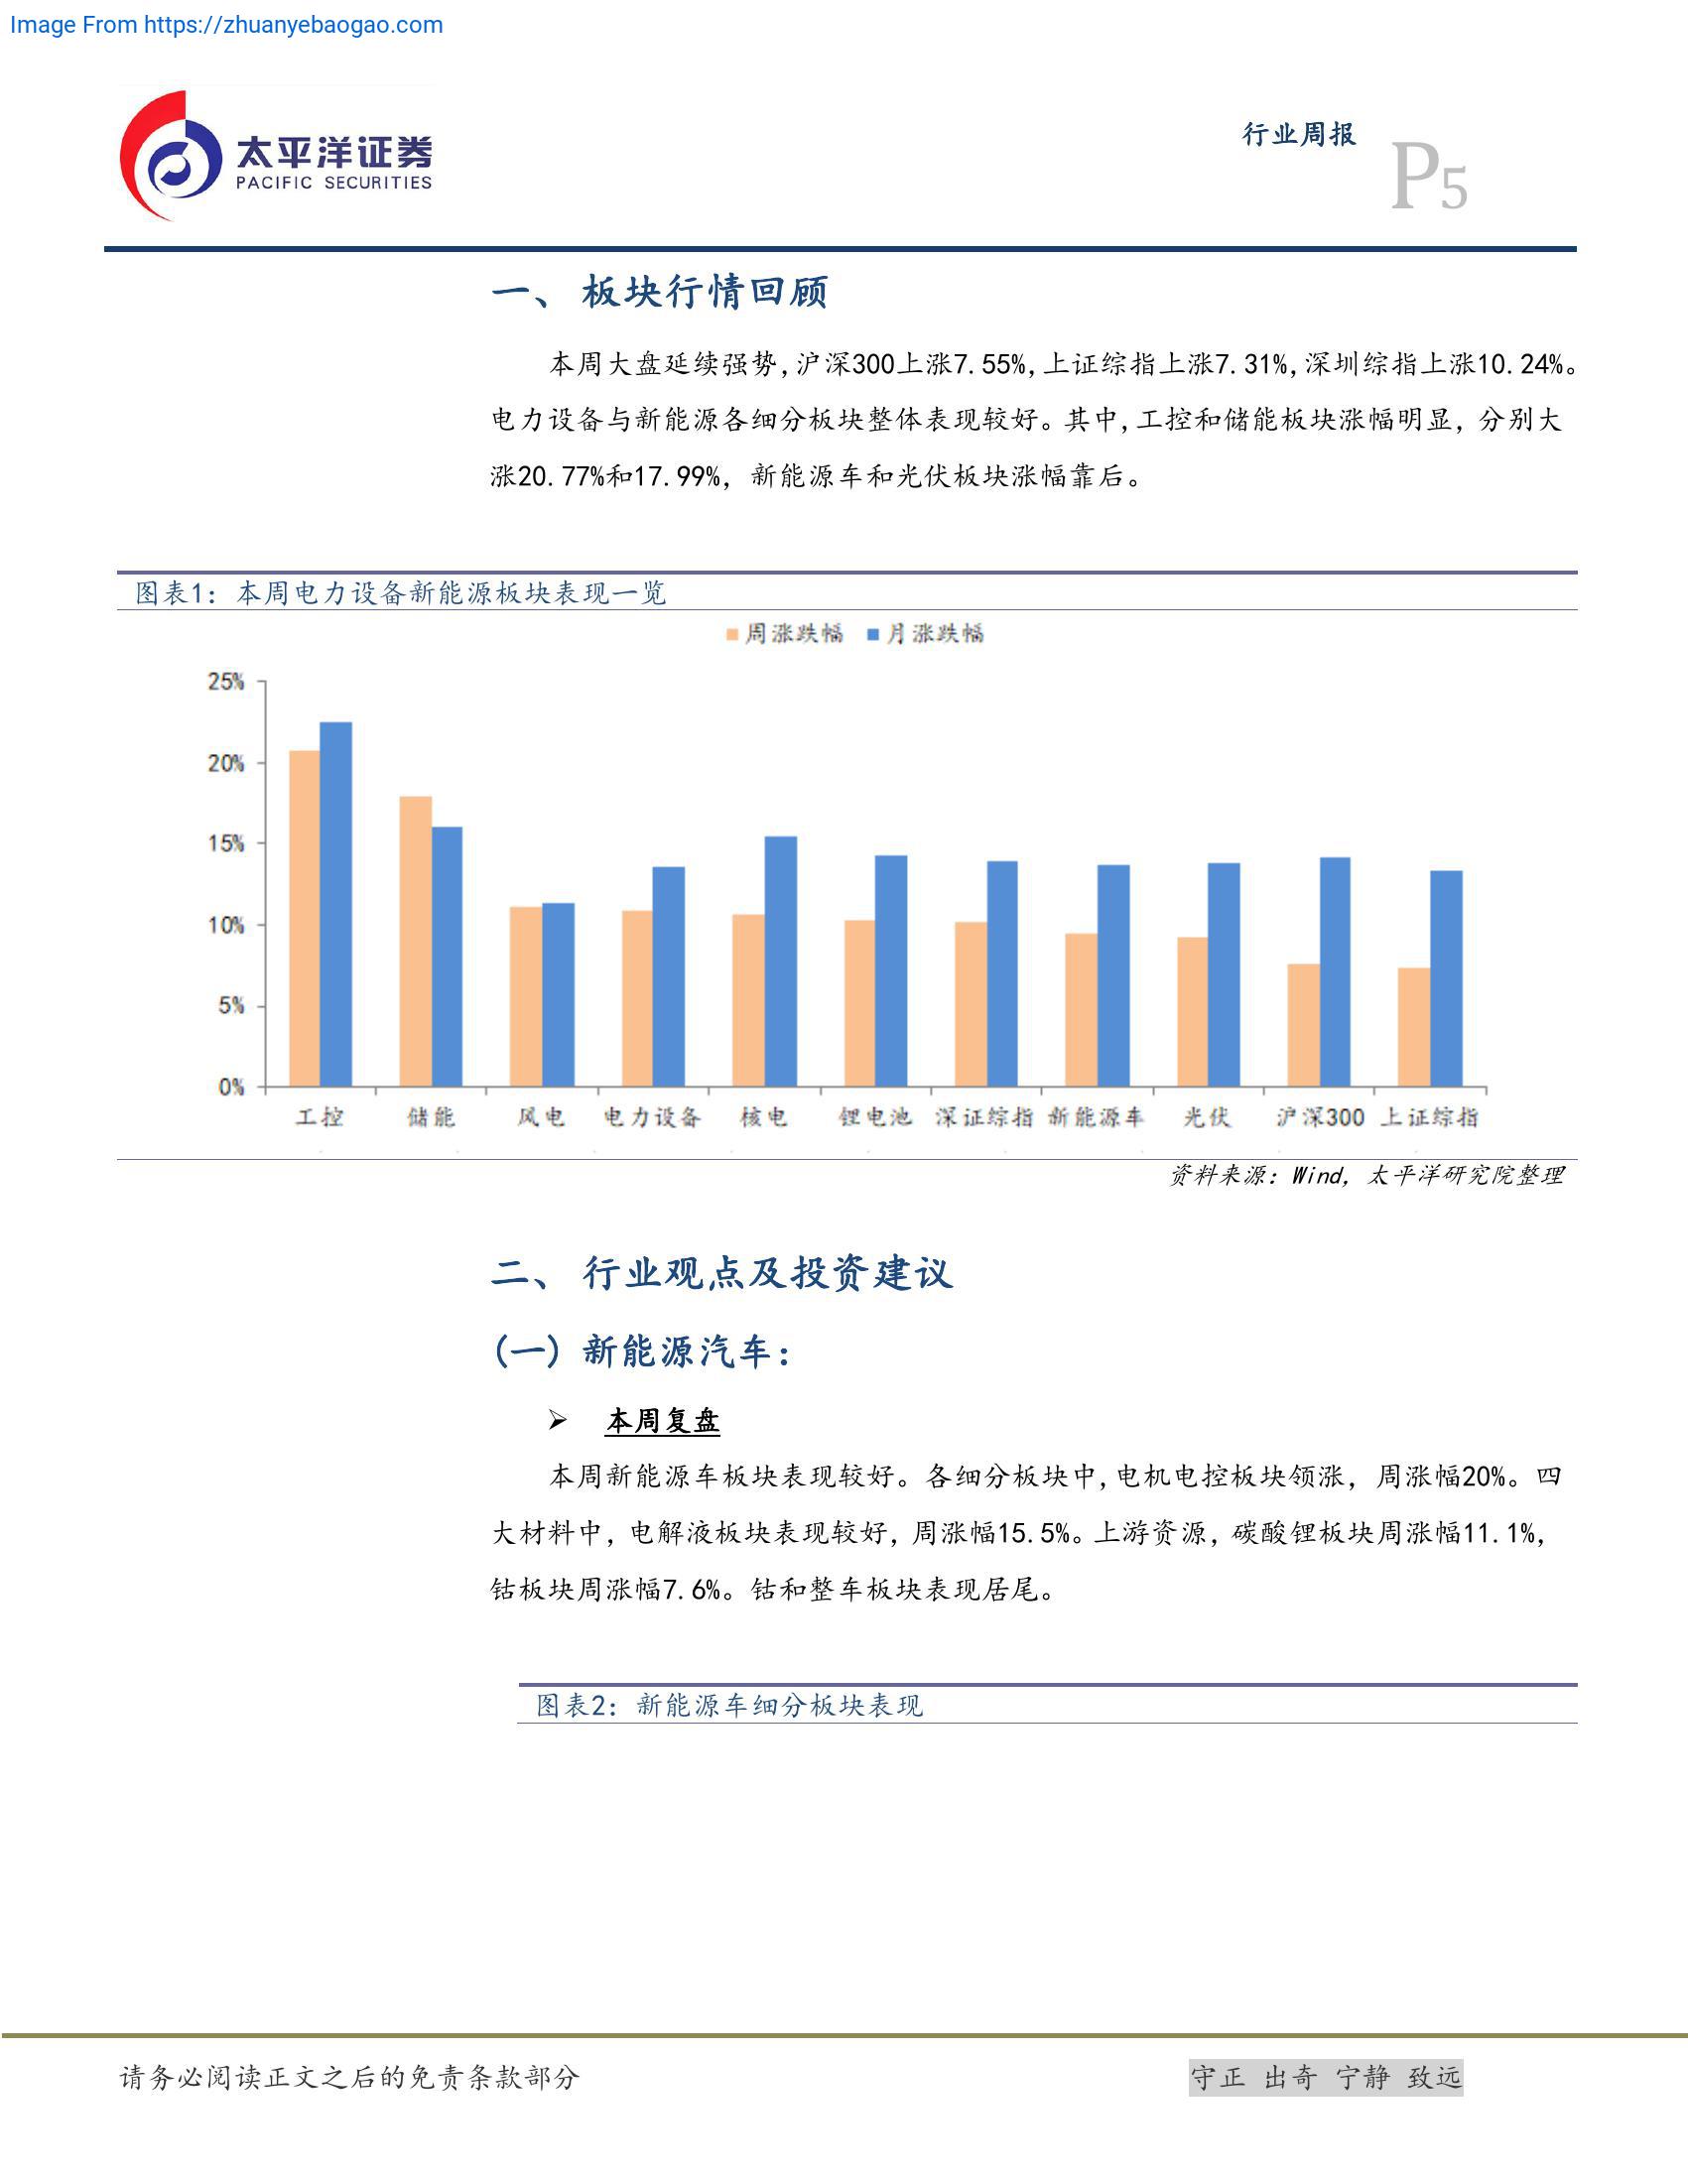 Image From https://zhuanyebaogao.com
太平洋证券
PACIFIC SECURITIES
行业周报
P5
一、 板块行情回顾
本周大盘延续强势,沪深300上涨7.55%,上证综指上涨7.31%,深圳综指上涨10.24%。
电力设备与新能源各细分板块整体表现较好。其中,工控和储能板块涨幅明显, 分别大
涨20.77%和17.99%, 新能源车和光伏板块涨幅靠后。
图表1: 本周电力设备新能源板块表现一览
周涨跌幅 月涨跌幅
25%
20%
15%
10%
5%
0%
工控 储能 风电 电力设备 核电 锂电池 深证综指 新能源车 光伏 沪深300 上证综指
资料来源: Wind, 太平洋研究院整理
二、 行业观点及投资建议
(一) 新能源汽车:
➢ 本周复盘
本周新能源车板块表现较好。各细分板块中,电机电控板块领涨, 周涨幅20%。四
大材料中, 电解液板块表现较好, 周涨幅15.5%。上游资源, 碳酸锂板块周涨幅11.1%,
钴板块周涨幅7.6%。钴和整车板块表现居尾。
图表2: 新能源车细分板块表现
请务必阅读正文之后的免责条款部分
守正 出奇 宁静 致远